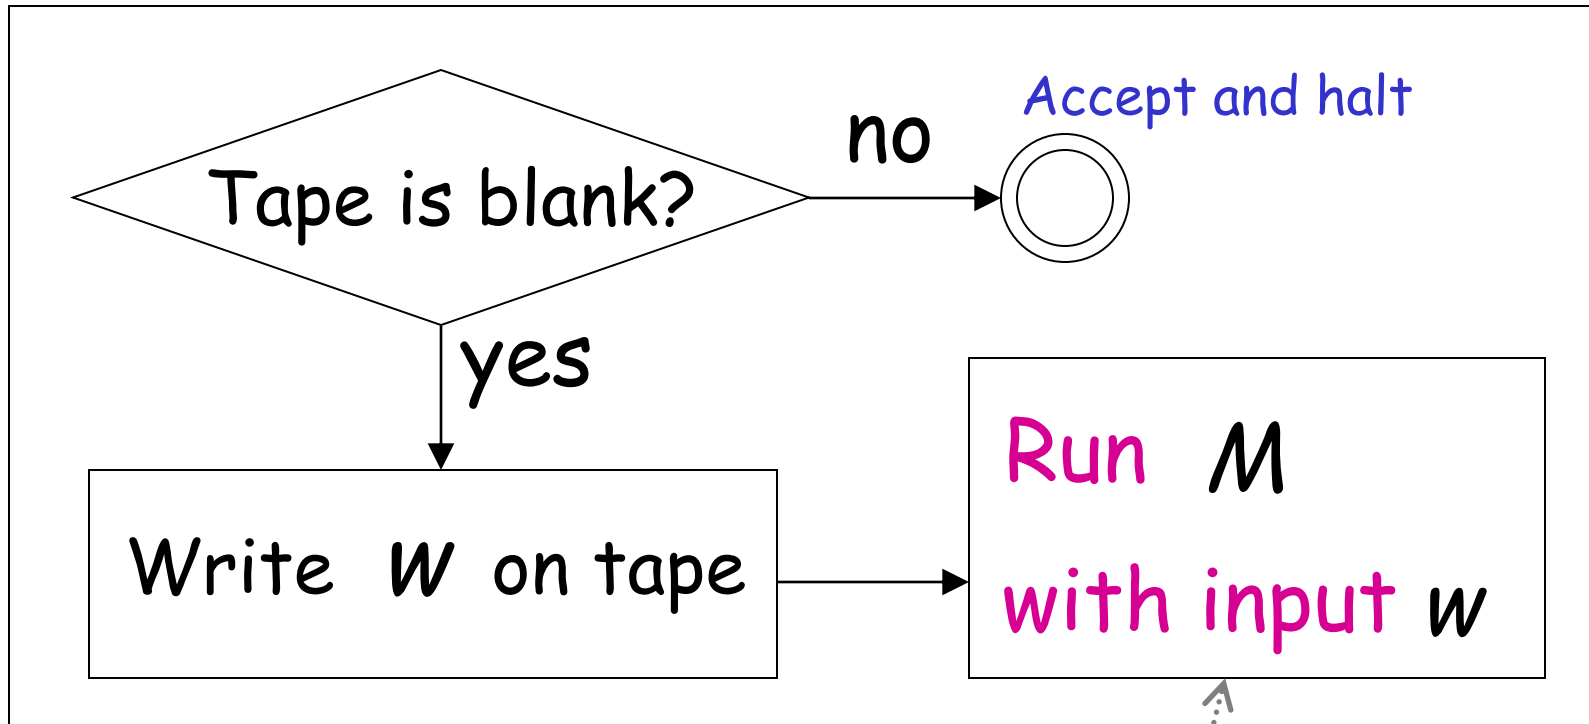 Accept and halt
no
Tape is blank?
yes
Run M
Write w on tape
with input w